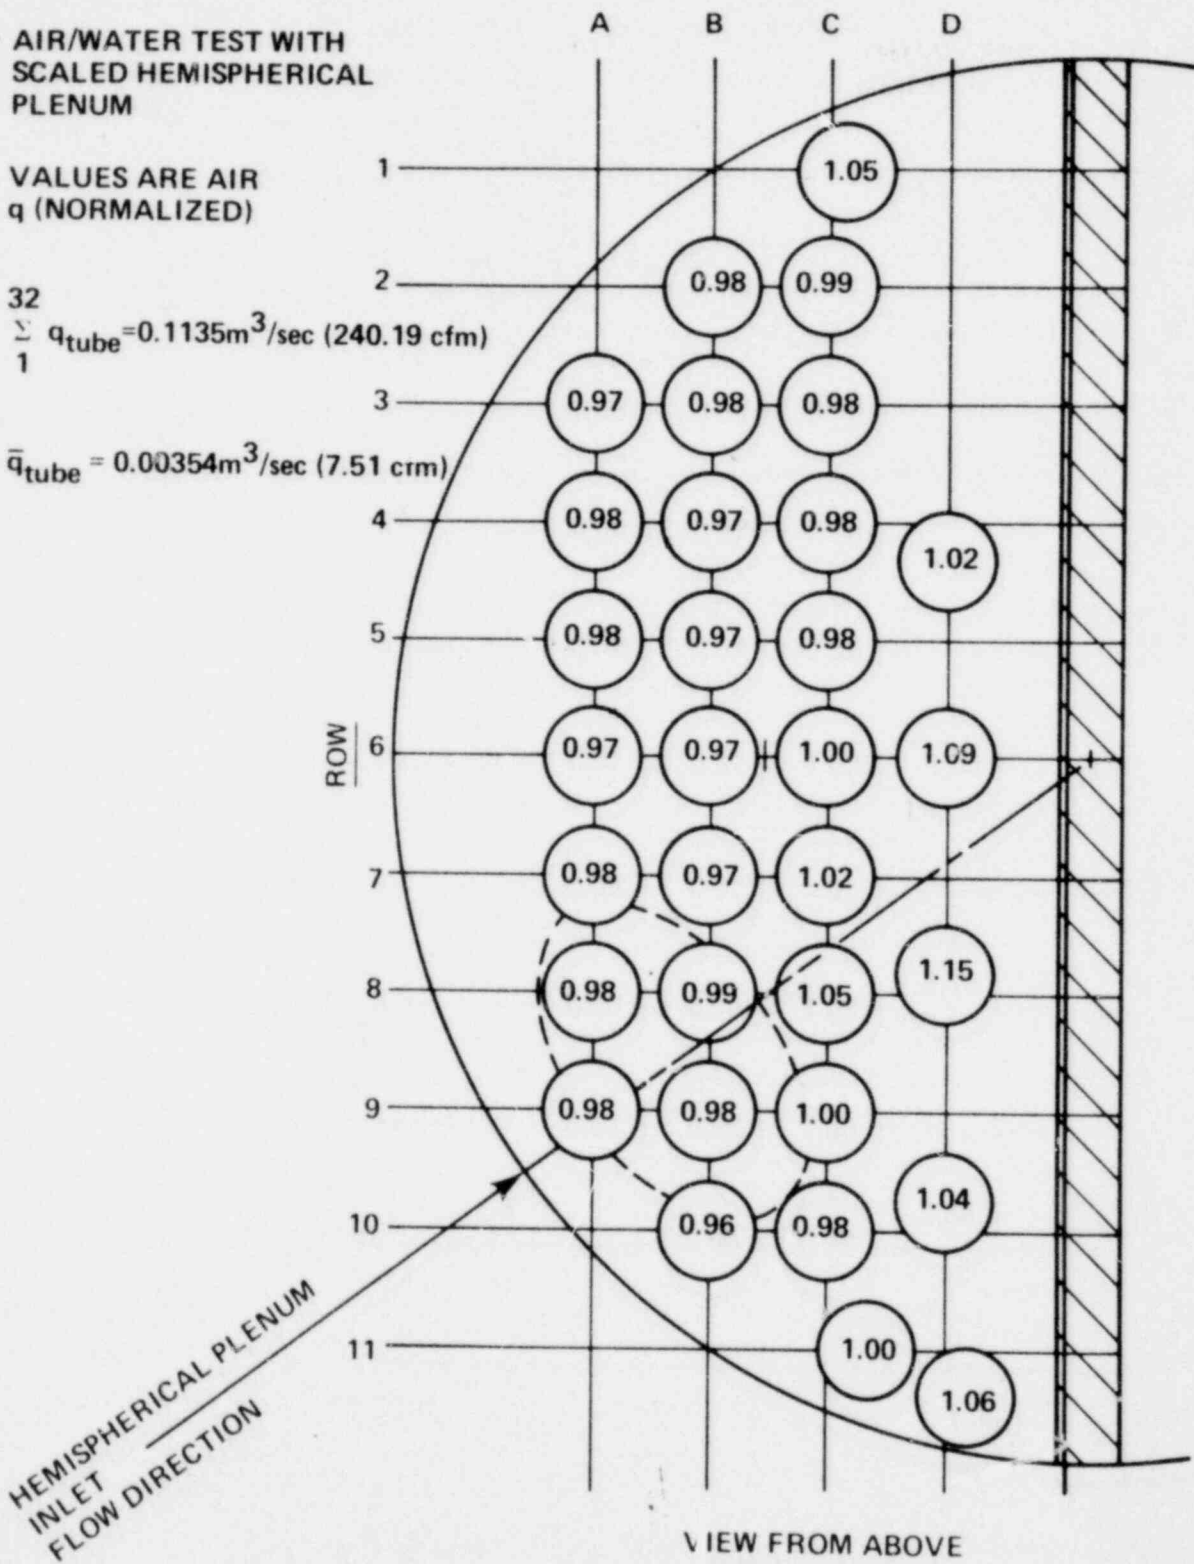 A B C D
AIR/WATER TEST WITH
SCALED HEMISPHERICAL
PLENUM
VALUES ARE AIR
q (NORMALIZED)
32
Σ q_tube=0.1135m³/sec (240.19 cfm)
1
q̄_tube = 0.00354m³/sec (7.51 crm)
1 1.05
2 0.98 0.99
3 0.97 0.98 0.98
4 0.98 0.97 0.98
1.02
5 0.98 0.97 0.98
ROW
6 0.97 0.97 1.00 1.09
7 0.98 0.97 1.02
1.15
8 0.98 0.99 1.05
9 0.98 0.98 1.00
1.04
10 0.96 0.98
11 1.00
1.06
HEMISPHERICAL PLENUM
INLET
FLOW DIRECTION
VIEW FROM ABOVE